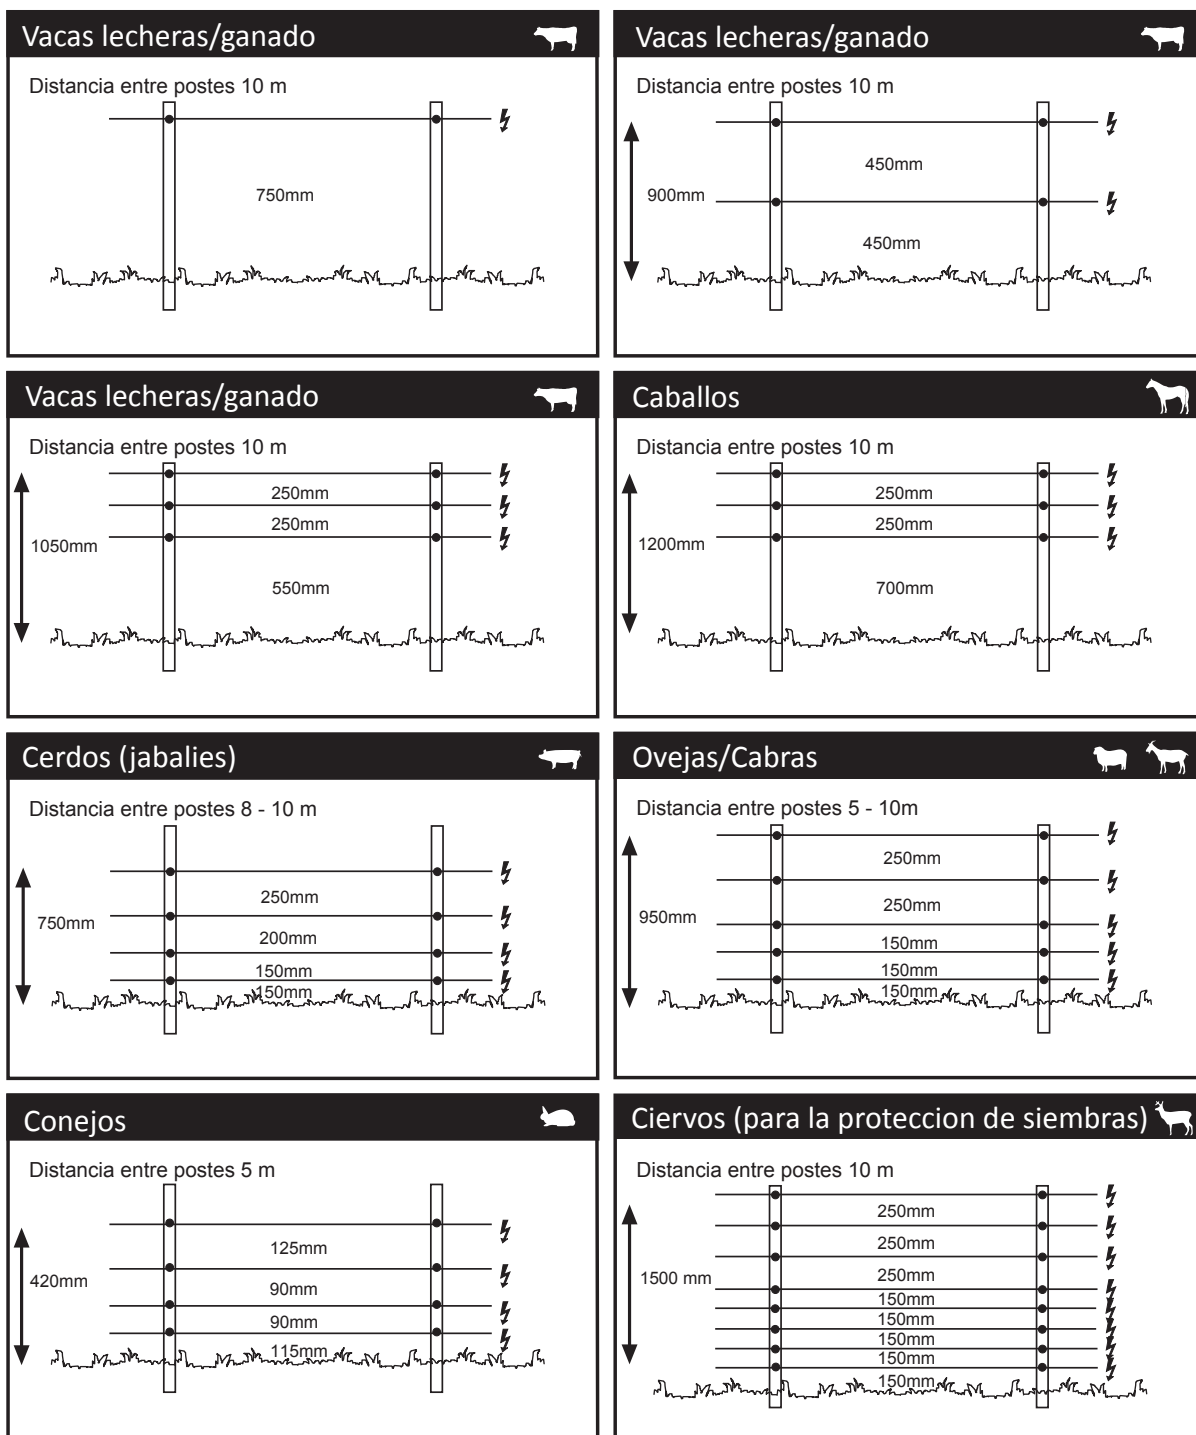 Vacas lecheras/ganado
Distancia entre postes 10 m
750mm
Vacas lecheras/ganado
Distancia entre postes 10 m
450mm
900mm
450mm
Vacas lecheras/ganado
Distancia entre postes 10 m
250mm
250mm
1050mm
550mm
Caballos
Distancia entre postes 10 m
250mm
250mm
1200mm
700mm
Cerdos (jabalies)
Distancia entre postes 8 - 10 m
250mm
750mm
200mm
150mm
150mm
Ovejas/Cabras
Distancia entre postes 5 - 10m
250mm
250mm
950mm
150mm
150mm
150mm
Conejos
Distancia entre postes 5 m
125mm
420mm
90mm
90mm
115mm
Ciervos (para la proteccion de siembras)
Distancia entre postes 10 m
250mm
250mm
1500 mm
250mm
150mm
150mm
150mm
150mm
150mm